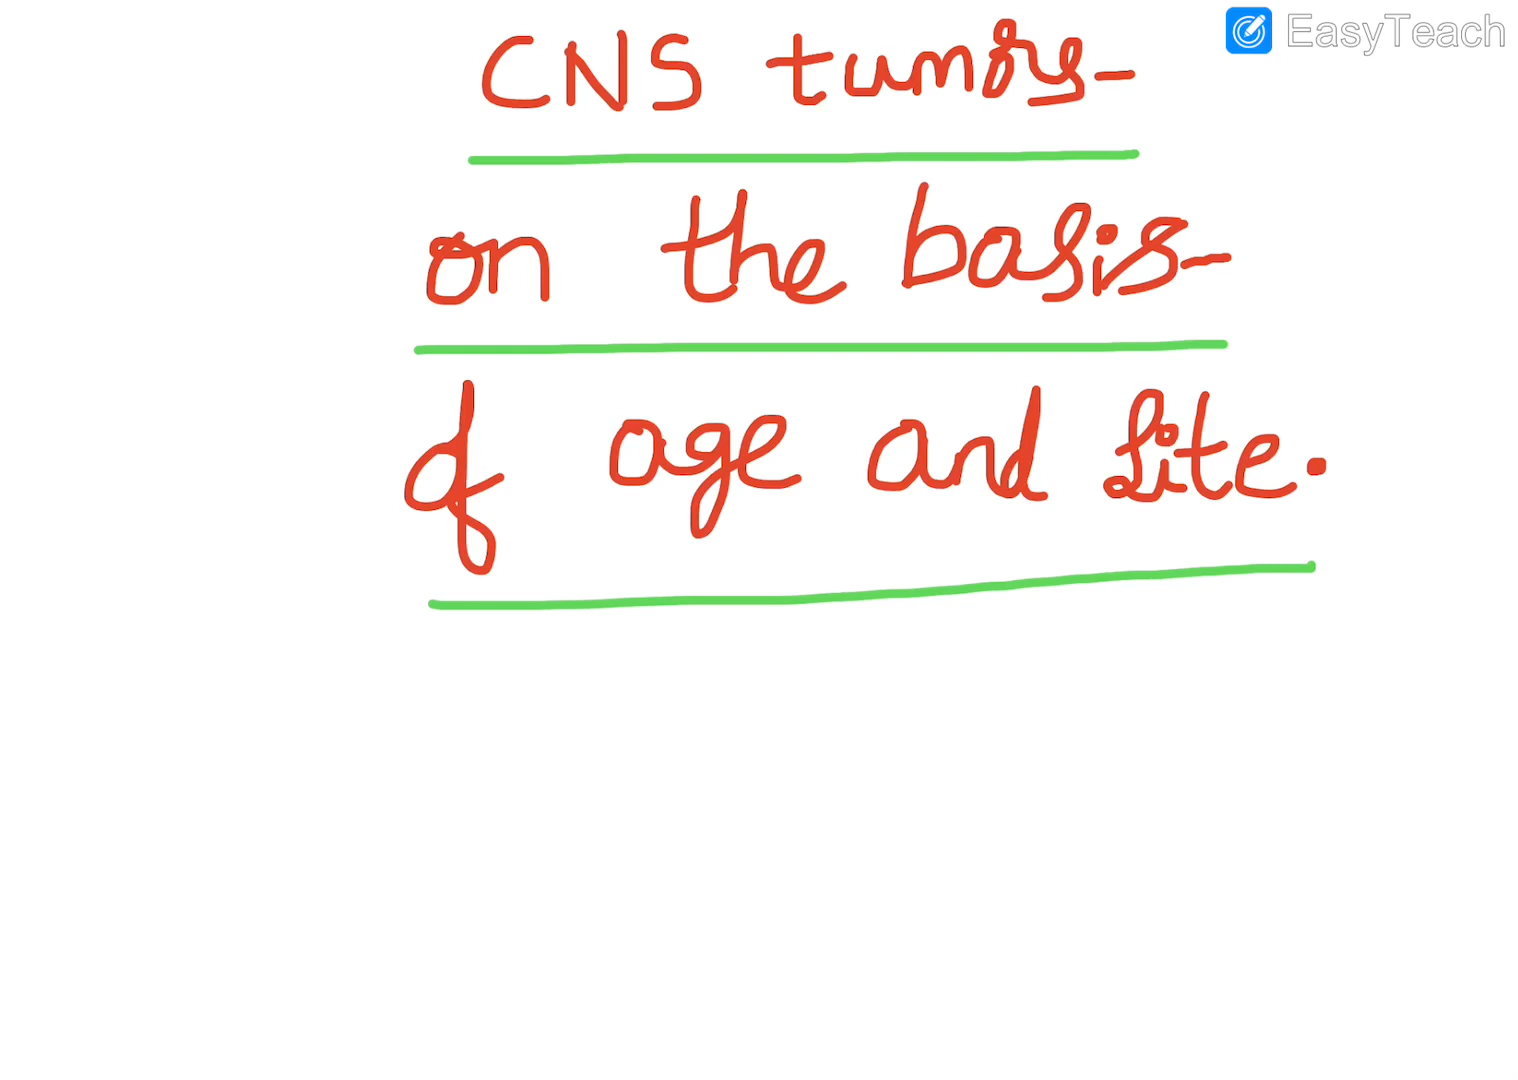 EasyTeach
CNS tumors-
on the basis-
of age and site.